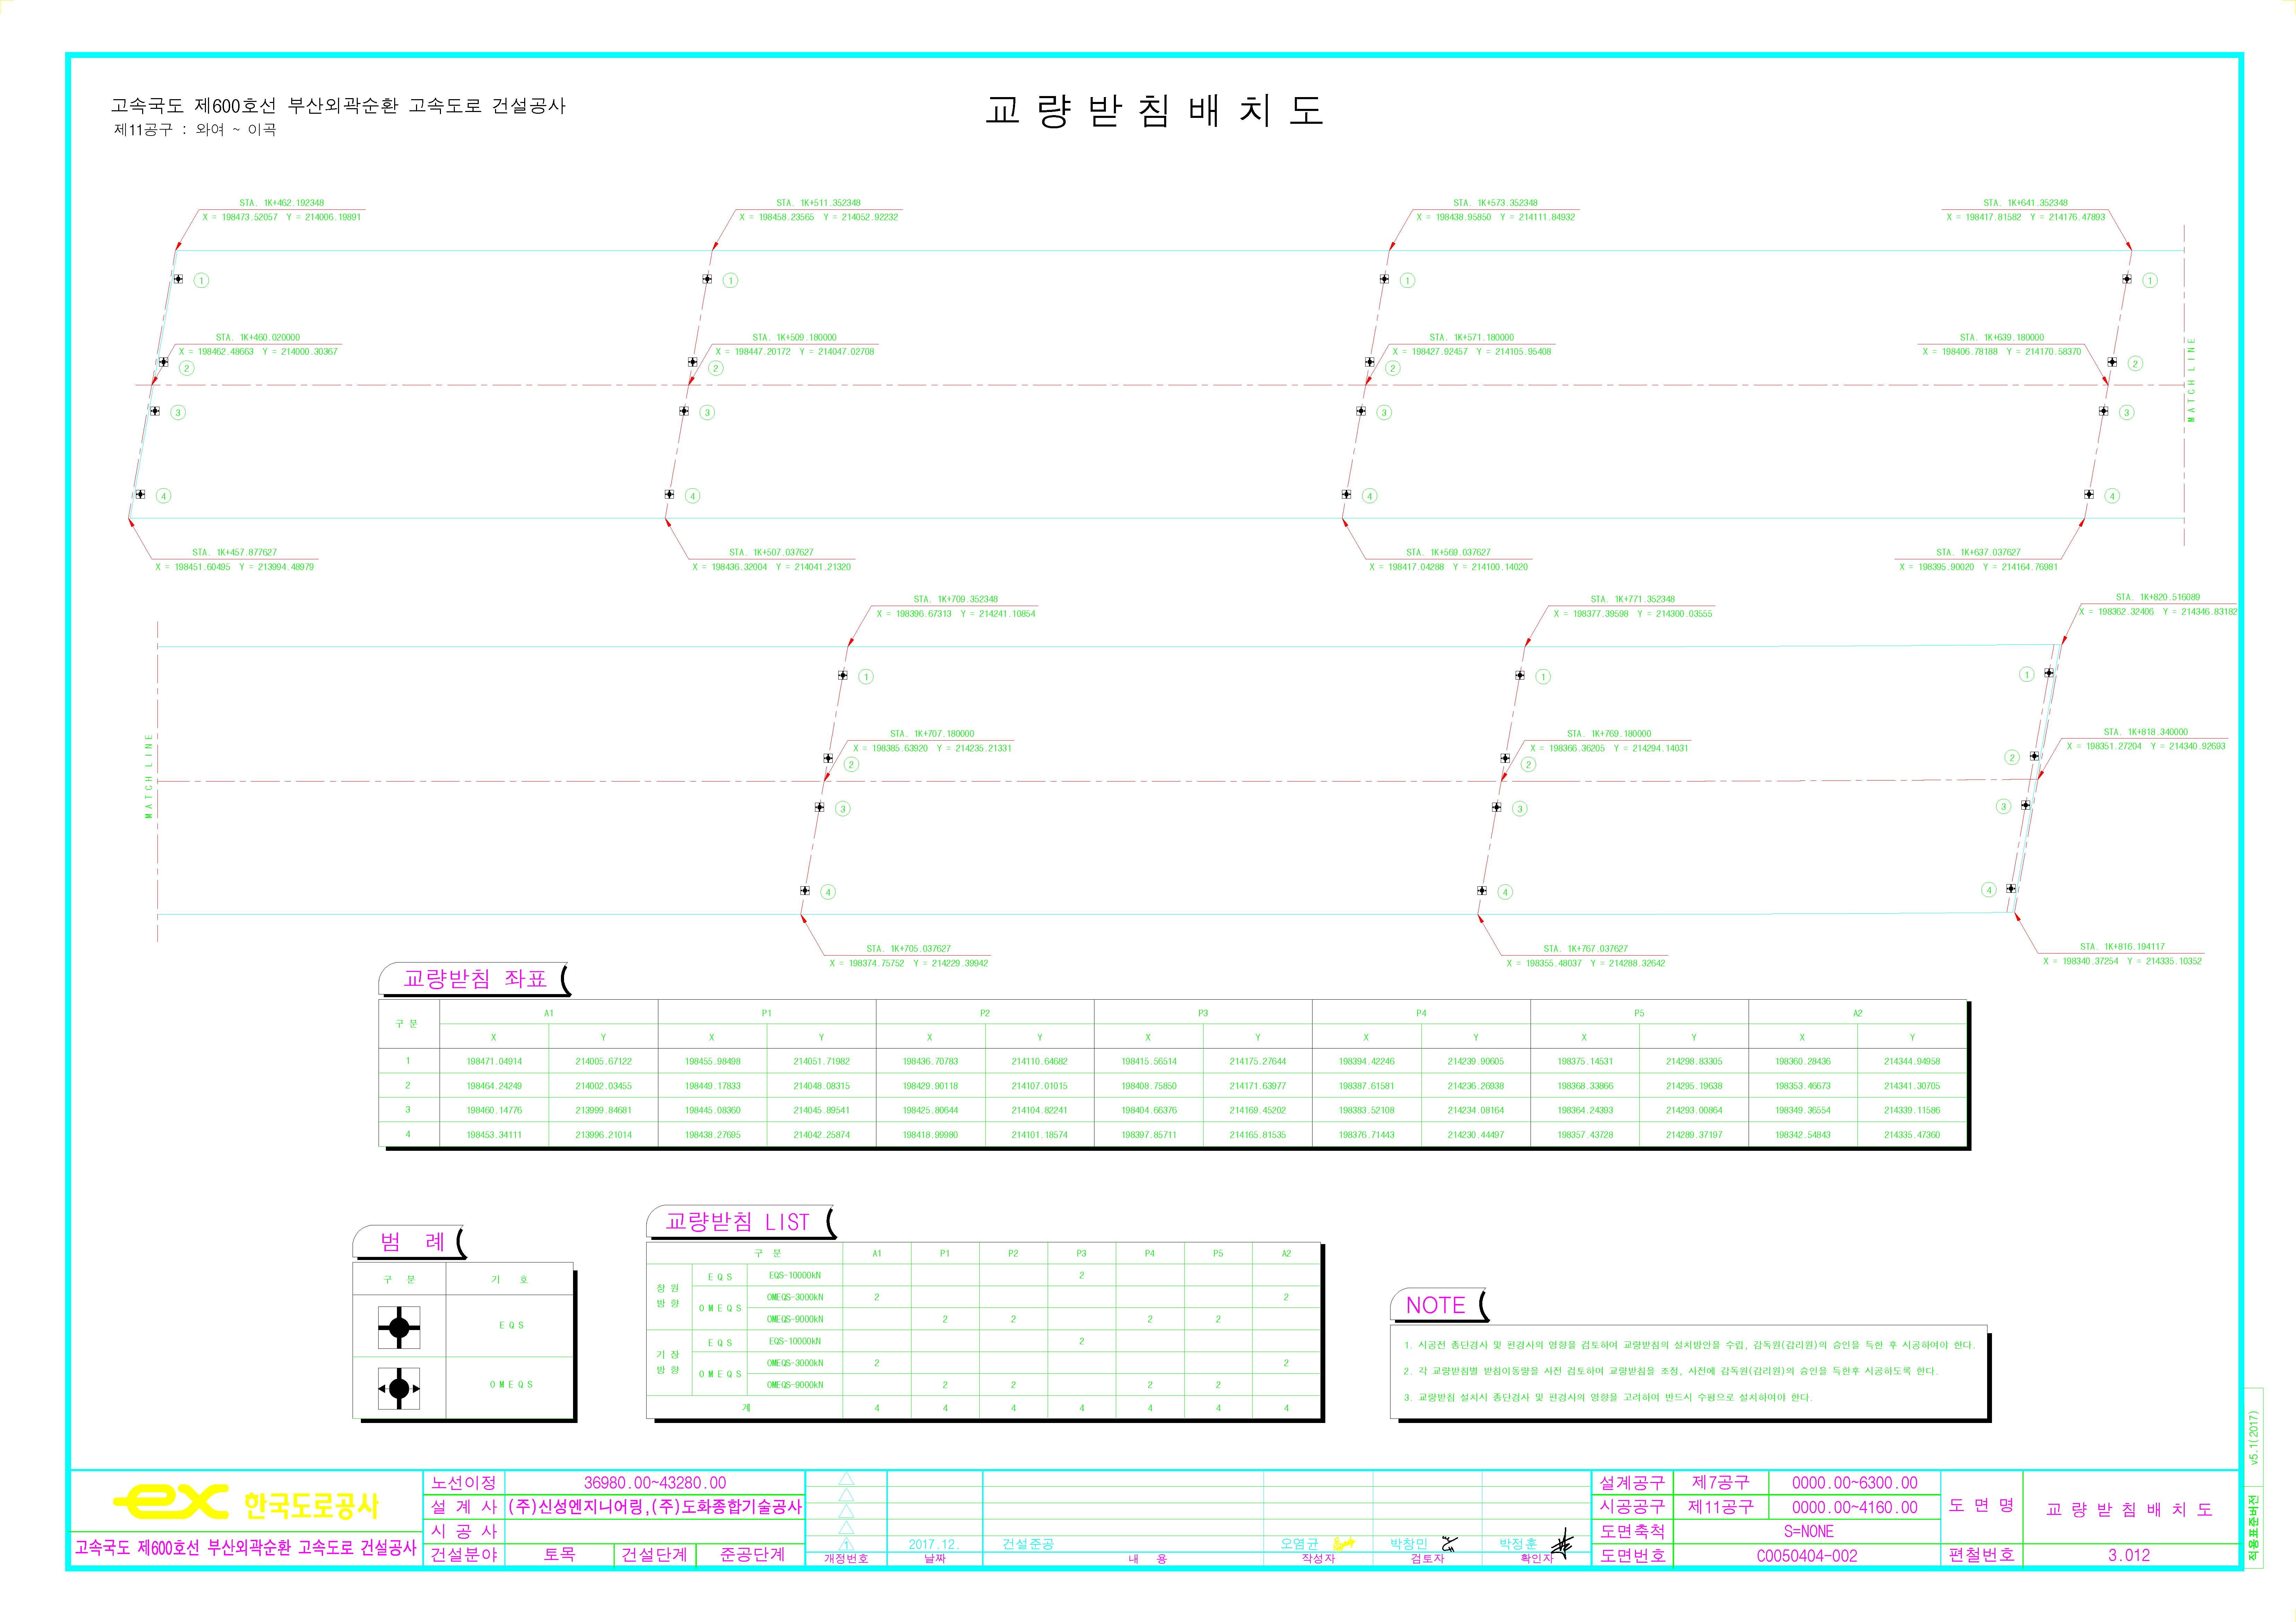 고속국도 제600호선 부산외곽순환 고속도로 건설공사
제11공구 : 와여 ~ 이곡
교 량 받 침 배 치 도
STA. 1K+462.192348
X = 198473.52057 Y = 214006.19891
STA. 1K+511.352348
X = 198458.23565 Y = 214052.92232
STA. 1K+573.352348
X = 198438.95850 Y = 214111.84932
STA. 1K+641.352348
X = 198417.81582 Y = 214176.47893
1
1
1
1
STA. 1K+460.020000
X = 198462.48663 Y = 214000.30367
STA. 1K+509.180000
X = 198447.20172 Y = 214047.02708
STA. 1K+571.180000
X = 198427.92457 Y = 214105.95408
STA. 1K+639.180000
X = 198406.78188 Y = 214170.58370
2
2
2
2
MATCH LINE
3
3
3
3
4
4
4
4
STA. 1K+457.877627
X = 198451.60495 Y = 213994.48979
STA. 1K+507.037627
X = 198436.32004 Y = 214041.21320
STA. 1K+569.037627
X = 198417.04288 Y = 214100.14020
STA. 1K+637.037627
X = 198395.90020 Y = 214164.76981
STA. 1K+709.352348
X = 198396.67313 Y = 214241.10854
STA. 1K+771.352348
X = 198377.39598 Y = 214300.03555
STA. 1K+820.516089
X = 198362.32406 Y = 214346.83182
1
1
1
STA. 1K+707.180000
X = 198385.63920 Y = 214235.21331
STA. 1K+769.180000
X = 198366.36205 Y = 214294.14031
STA. 1K+818.340000
X = 198351.27204 Y = 214340.92693
2
2
2
MATCH LINE
3
3
3
4
4
4
STA. 1K+705.037627
X = 198374.75752 Y = 214229.39942
STA. 1K+767.037627
X = 198355.48037 Y = 214288.32642
STA. 1K+816.194117
X = 198340.37254 Y = 214335.10352
교량받침 좌표
구 분 A1 P1 P2 P3 P4 P5 A2
X Y X Y X Y X Y X Y X Y X Y
1 198471.04914 214005.67122 198455.98498 214051.71982 198436.70783 214110.64682 198415.56514 214175.27644 198394.42246 214239.90605 198375.14531 214298.83305 198360.28436 214344.94958
2 198464.24249 214002.03455 198449.17833 214048.08315 198429.90118 214107.01015 198408.75850 214171.63977 198387.61581 214236.26938 198368.33866 214295.19638 198353.46673 214341.30705
3 198460.14776 213999.84681 198445.08360 214045.89541 198425.80644 214104.82241 198404.66376 214169.45202 198383.52108 214234.08164 198364.24393 214293.00864 198349.36554 214339.11586
4 198453.34111 213996.21014 198438.27695 214042.25874 198418.99980 214101.18574 198397.85711 214165.81535 198376.71443 214230.44497 198357.43728 214289.37197 198342.54843 214335.47360
범 례
구 분 기 호
EQS
OMEQS
교량받침 LIST
구 분 A1 P1 P2 P3 P4 P5 A2
창 원 방 향 EQS EQS-10000kN 2
OMEQS OMEQS-3000kN 2 2
OMEQS-9000kN 2 2 2 2
기 장 방 향 EQS EQS-10000kN 2
OMEQS OMEQS-3000kN 2 2
OMEQS-9000kN 2 2 2 2
계 4 4 4 4 4 4 4
NOTE
1. 시공전 종단경사 및 편경사의 영향을 검토하여 교량받침의 설치방안을 수립, 감독원(감리원)의 승인을 득한 후 시공하여야 한다.
2. 각 교량받침별 받침이동량을 사전 검토하여 교량받침을 조정, 사전에 감독원(감리원)의 승인을 득한후 시공하도록 한다.
3. 교량받침 설치시 종단경사 및 편경사의 영향을 고려하여 반드시 수평으로 설치하여야 한다.
v5.1(2017)
적용표준버전
ex 한국도로공사
고속국도 제600호선 부산외곽순환 고속도로 건설공사
노선이정 36980.00~43280.00
설 계 사 (주)신성엔지니어링,(주)도화종합기술공사
시 공 사
건설분야 토목 건설단계 준공단계
1 2017.12. 건설준공 오염균 박창민 박정훈
개정번호 날짜 내 용 작성자 검토자 확인자
설계공구 제7공구 0000.00~6300.00
시공공구 제11공구 0000.00~4160.00
도면축척 S=NONE
도면번호 C0050404-002
도 면 명 교 량 받 침 배 치 도
편철번호 3.012